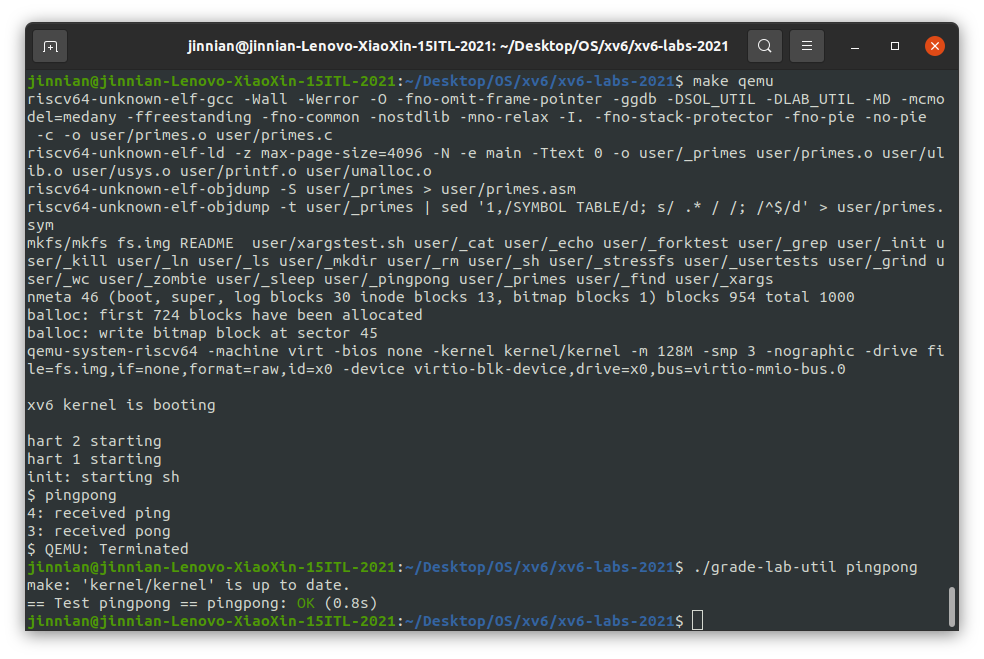 jinnian@jinnian-Lenovo-XiaoXin-15ITL-2021: ~/Desktop/OS/xv6/xv6-labs-2021
jinnian@jinnian-Lenovo-XiaoXin-15ITL-2021:~/Desktop/OS/xv6/xv6-labs-2021$ make qemu
riscv64-unknown-elf-gcc -Wall -Werror -O -fno-omit-frame-pointer -ggdb -DSOL_UTIL -DLAB_UTIL -MD -mcmo
del=medany -ffreestanding -fno-common -nostdlib -mno-relax -I. -fno-stack-protector -fno-pie -no-pie
 -c -o user/primes.o user/primes.c
riscv64-unknown-elf-ld -z max-page-size=4096 -N -e main -Ttext 0 -o user/_primes user/primes.o user/ul
ib.o user/usys.o user/printf.o user/umalloc.o
riscv64-unknown-elf-objdump -S user/_primes > user/primes.asm
riscv64-unknown-elf-objdump -t user/_primes | sed '1,/SYMBOL TABLE/d; s/ .* / /; /^$/d' > user/primes.
sym
mkfs/mkfs fs.img README  user/xargstest.sh user/_cat user/_echo user/_forktest user/_grep user/_init u
ser/_kill user/_ln user/_ls user/_mkdir user/_rm user/_sh user/_stressfs user/_usertests user/_grind u
ser/_wc user/_zombie user/_sleep user/_pingpong user/_primes user/_find user/_xargs
nmeta 46 (boot, super, log blocks 30 inode blocks 13, bitmap blocks 1) blocks 954 total 1000
balloc: first 724 blocks have been allocated
balloc: write bitmap block at sector 45
qemu-system-riscv64 -machine virt -bios none -kernel kernel/kernel -m 128M -smp 3 -nographic -drive fi
le=fs.img,if=none,format=raw,id=x0 -device virtio-blk-device,drive=x0,bus=virtio-mmio-bus.0
xv6 kernel is booting
hart 2 starting
hart 1 starting
init: starting sh
$ pingpong
4: received ping
3: received pong
$ QEMU: Terminated
jinnian@jinnian-Lenovo-XiaoXin-15ITL-2021:~/Desktop/OS/xv6/xv6-labs-2021$ ./grade-lab-util pingpong
make: 'kernel/kernel' is up to date.
== Test pingpong == pingpong: OK (0.8s)
jinnian@jinnian-Lenovo-XiaoXin-15ITL-2021:~/Desktop/OS/xv6/xv6-labs-2021$